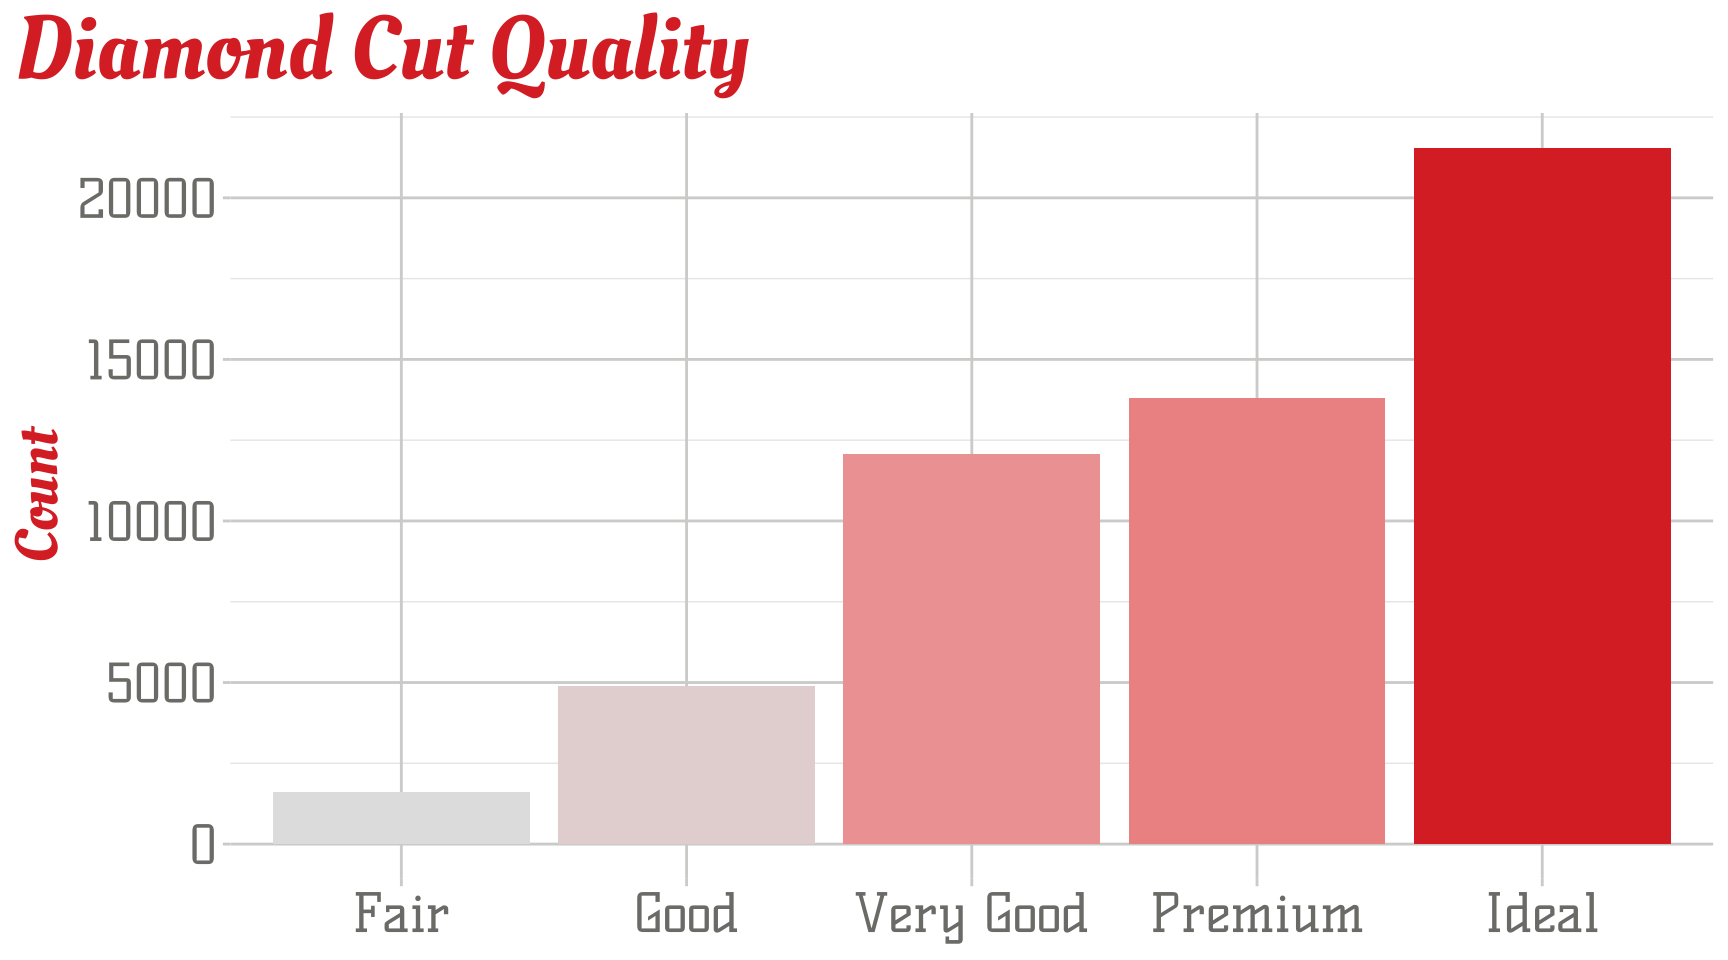 Diamond Cut Quality
20000
15000
10000
5000
0
Count
Fair
Good
Very Good
Premium
Ideal